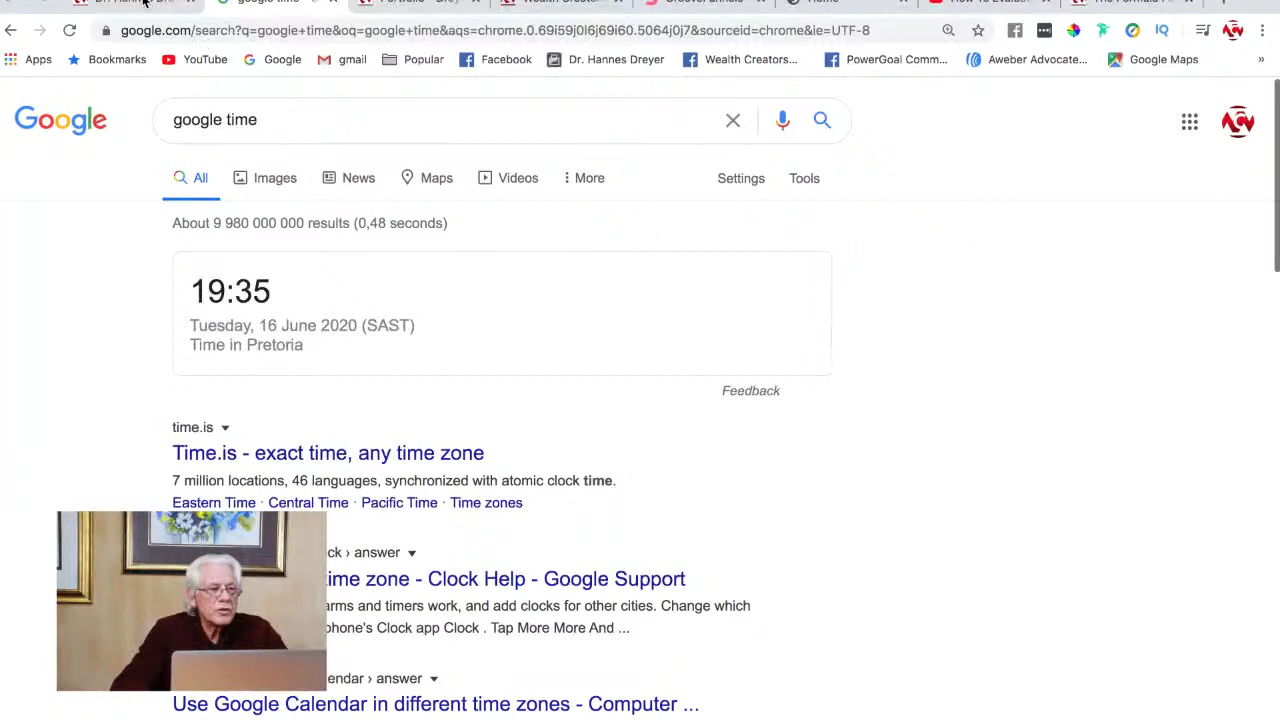 google time
google.com/search?q=google+time&oq=google+time&aqs=chrome.0.69i59j0l6j69i60.5064j0j7&sourceid=chrome&ie=UTF-8
Apps Bookmarks YouTube Google gmail Popular Facebook Dr. Hannes Dreyer Wealth Creators... PowerGoal Comm... Aweber Advocate... Google Maps »
Google google time
All Images News Maps Videos More Settings Tools
About 9 980 000 000 results (0,48 seconds)
19:35
Tuesday, 16 June 2020 (SAST)
Time in Pretoria
Feedback
time.is
Time.is - exact time, any time zone
7 million locations, 46 languages, synchronized with atomic clock time.
Eastern Time · Central Time · Pacific Time · Time zones
ck › answer
time zone - Clock Help - Google Support
arms and timers work, and add clocks for other cities. Change which
phone's Clock app Clock . Tap More More And ...
endar › answer
Use Google Calendar in different time zones - Computer ...